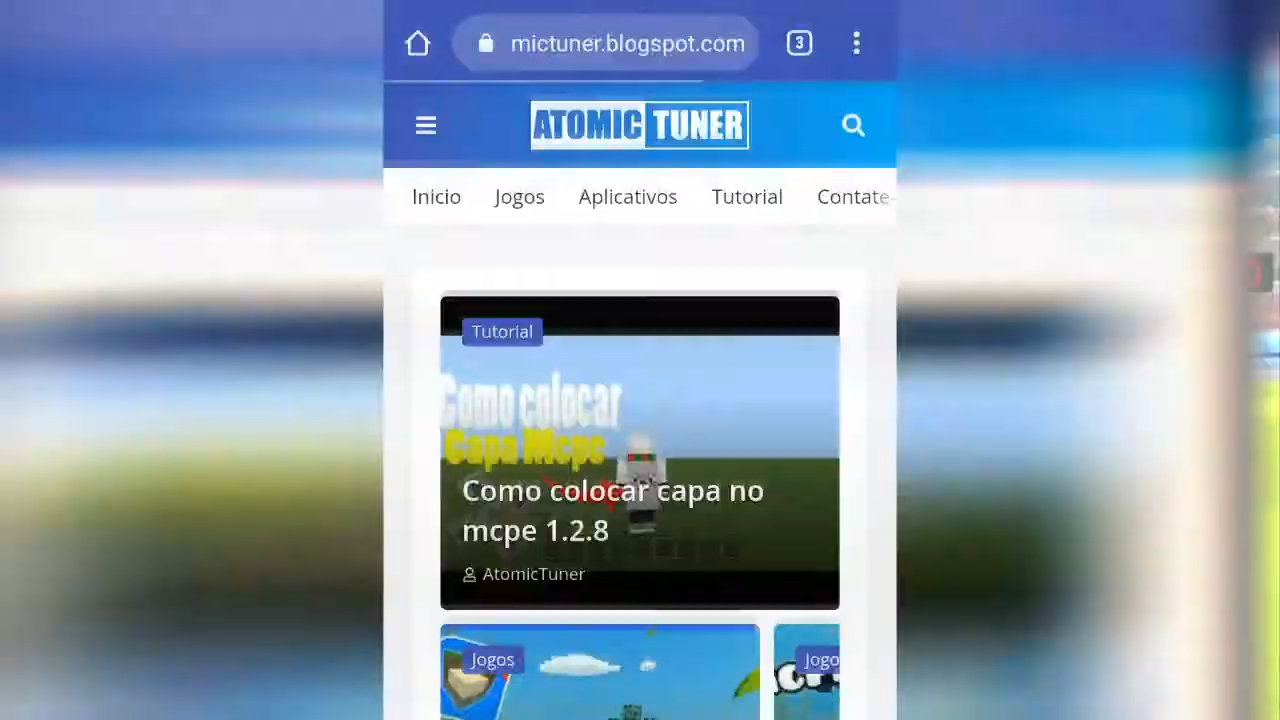 mictuner.blogspot.com
3
ATOMIC TUNER
Inicio Jogos Aplicativos Tutorial Contate-
Tutorial
Como colocar
Capa Mcpe
Como colocar capa no
mcpe 1.2.8
AtomicTuner
Jogos
Jogo